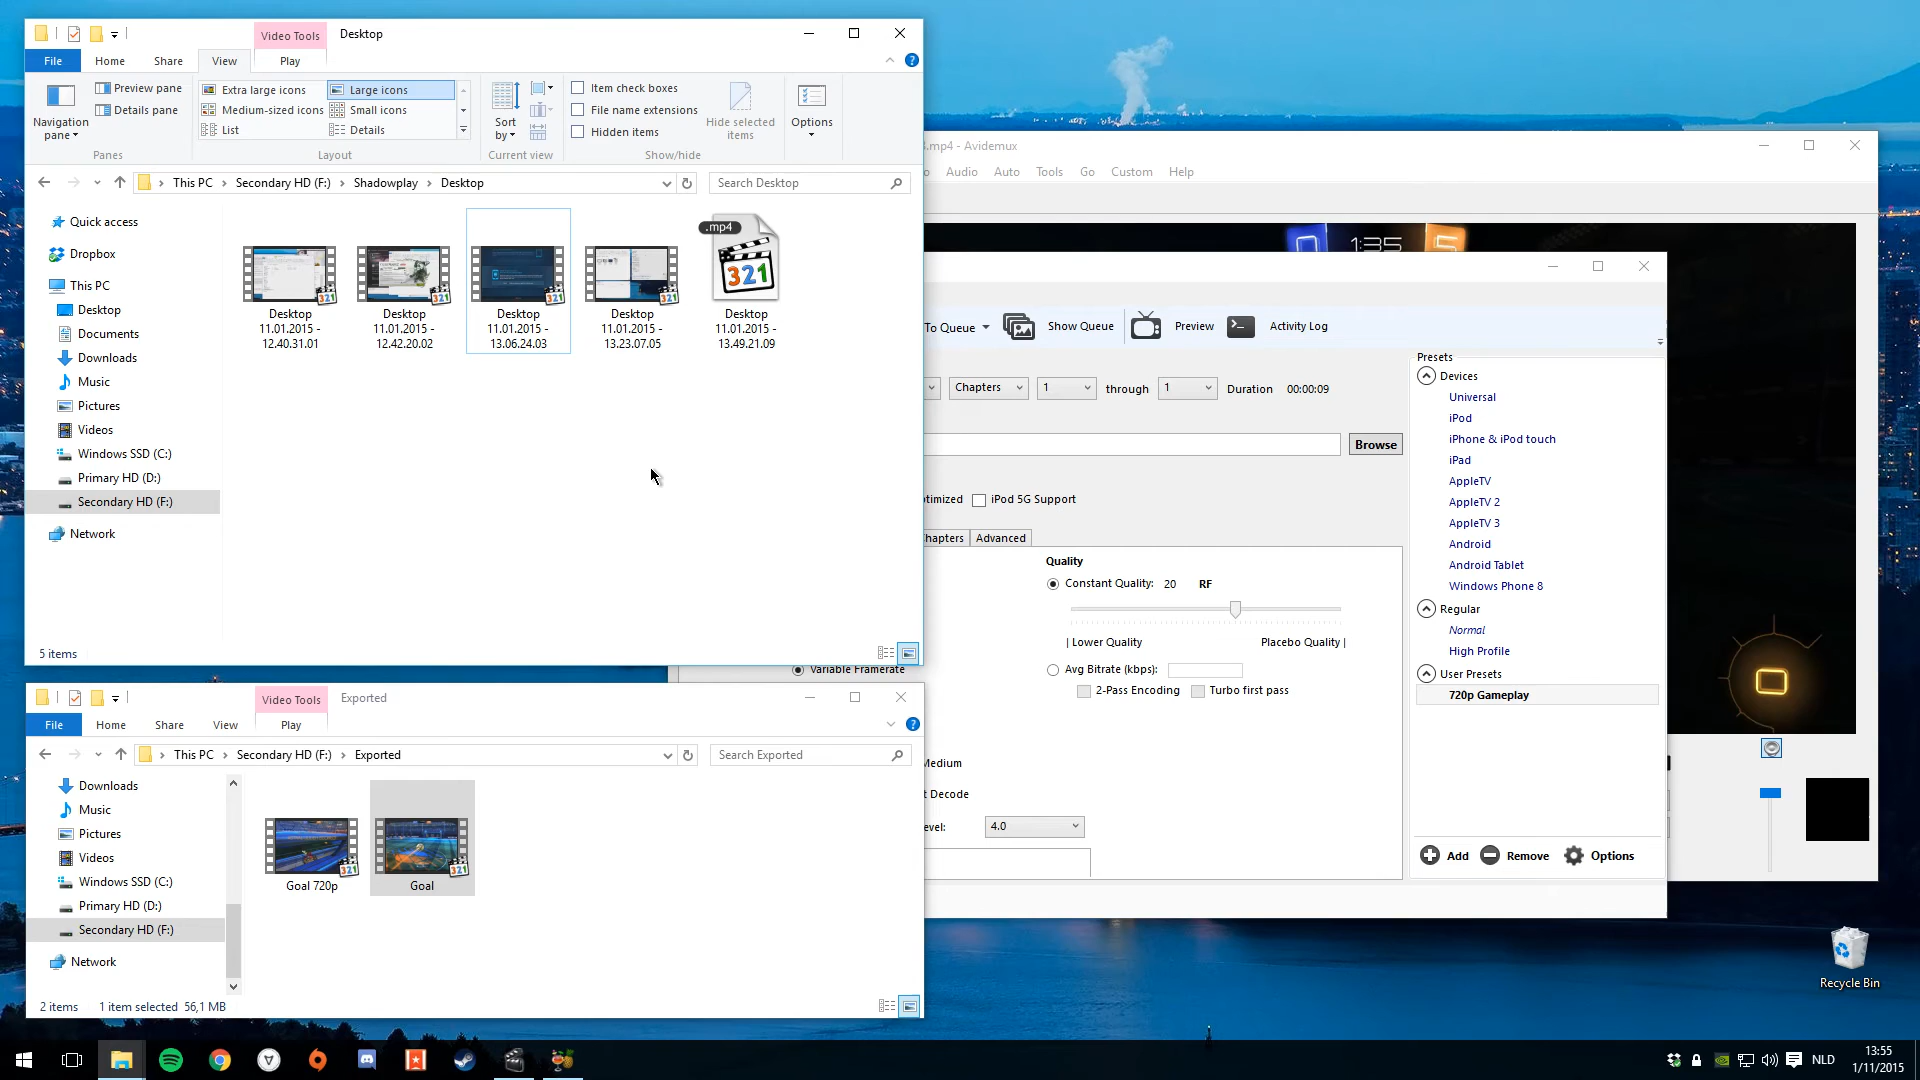 Video Tools
Desktop
File
Home
Share
View
Play
Navigation
pane
Preview pane
Details pane
Panes
Extra large icons
Large icons
Medium-sized icons
Small icons
List
Details
Layout
Sort
by
Current view
Item check boxes
File name extensions
Hidden items
Hide selected
items
Show/hide
Options
This PC
Secondary HD (F:)
Shadowplay
Desktop
Search Desktop
Quick access
Dropbox
This PC
Desktop
Documents
Downloads
Music
Pictures
Videos
Windows SSD (C:)
Primary HD (D:)
Secondary HD (F:)
Network
Desktop
11.01.2015 -
12.40.31.01
Desktop
11.01.2015 -
12.42.20.02
Desktop
11.01.2015 -
13.06.24.03
Desktop
11.01.2015 -
13.23.07.05
.mp4
321
Desktop
11.01.2015 -
13.49.21.09
5 items
Video Tools
Exported
File
Home
Share
View
Play
This PC
Secondary HD (F:)
Exported
Search Exported
Downloads
Music
Pictures
Videos
Windows SSD (C:)
Primary HD (D:)
Secondary HD (F:)
Network
Goal 720p
Goal
2 items
1 item selected 56,1 MB
.mp4 - Avidemux
Audio
Auto
Tools
Go
Custom
Help
1:35
5
To Queue
Show Queue
Preview
Activity Log
Chapters
1
through
1
Duration
00:00:09
Browse
timized
iPod 5G Support
hapters
Advanced
Quality
Constant Quality:
20
RF
Lower Quality
Placebo Quality
Variable Framerate
Avg Bitrate (kbps):
2-Pass Encoding
Turbo first pass
Medium
t Decode
evel:
4.0
Presets
Devices
Universal
iPod
iPhone & iPod touch
iPad
AppleTV
AppleTV 2
AppleTV 3
Android
Android Tablet
Windows Phone 8
Regular
Normal
High Profile
User Presets
720p Gameplay
Add
Remove
Options
Recycle Bin
NLD
13:55
1/11/2015